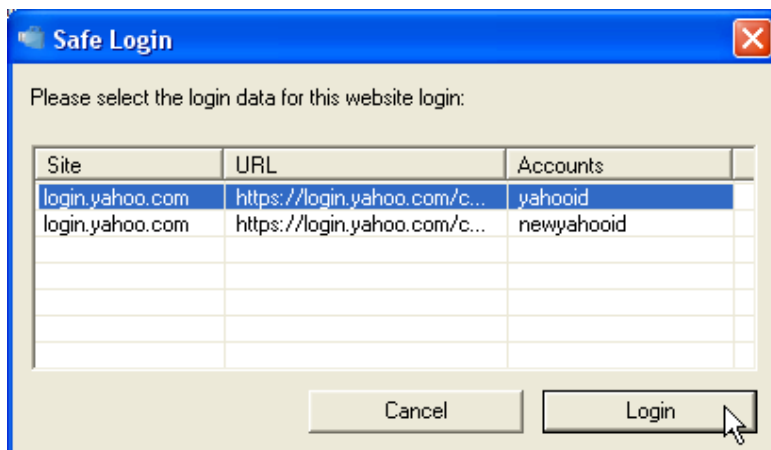 Safe Login
Please select the login data for this website login:
Site URL Accounts
login.yahoo.com https://login.yahoo.com/c... yahooid
login.yahoo.com https://login.yahoo.com/c... newyahooid
Cancel Login